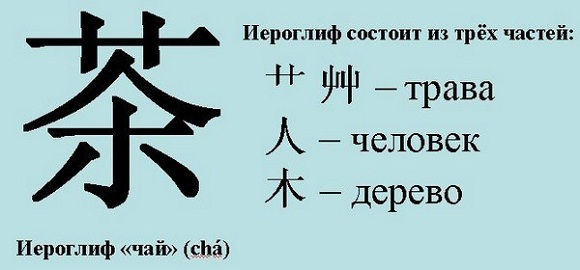 茶
Иероглиф состоит из трёх частей:
艹 艸 – трава
人 – человек
木 – дерево
Иероглиф «чай» (chá)